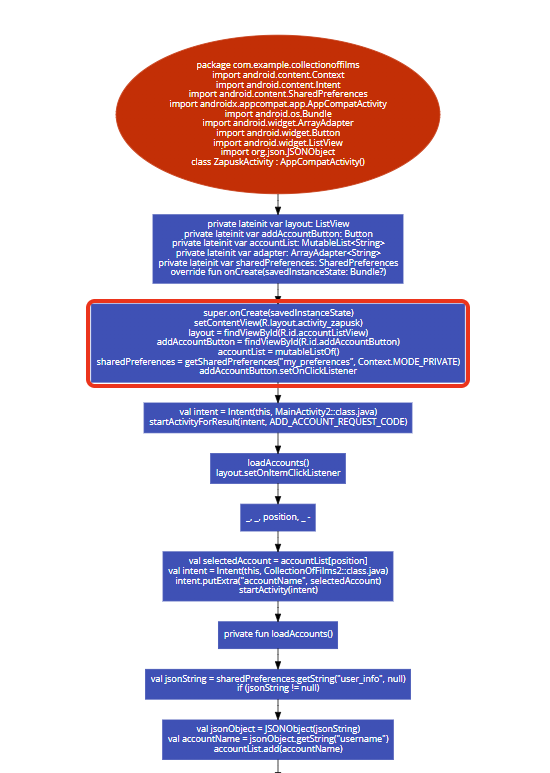 package com.example.collectionoffilms
import android.content.Context
import android.content.Intent
import android.content.SharedPreferences
import androidx.appcompat.app.AppCompatActivity
import android.os.Bundle
import android.widget.ArrayAdapter
import android.widget.Button
import android.widget.ListView
import org.json.JSONObject
class ZapuskActivity : AppCompatActivity()
private lateinit var layout: ListView
private lateinit var addAccountButton: Button
private lateinit var accountList: MutableList<String>
private lateinit var adapter: ArrayAdapter<String>
private lateinit var sharedPreferences: SharedPreferences
override fun onCreate(savedInstanceState: Bundle?)
super.onCreate(savedInstanceState)
setContentView(R.layout.activity_zapusk)
layout = findViewById(R.id.accountListView)
addAccountButton = findViewById(R.id.addAccountButton)
accountList = mutableListOf()
sharedPreferences = getSharedPreferences("my_preferences", Context.MODE_PRIVATE)
addAccountButton.setOnClickListener
val intent = Intent(this, MainActivity2::class.java)
startActivityForResult(intent, ADD_ACCOUNT_REQUEST_CODE)
loadAccounts()
layout.setOnItemClickListener
_, _, position, _ -
val selectedAccount = accountList[position]
val intent = Intent(this, CollectionOfFilms2::class.java)
intent.putExtra("accountName", selectedAccount)
startActivity(intent)
private fun loadAccounts()
val jsonString = sharedPreferences.getString("user_info", null)
if (jsonString != null)
val jsonObject = JSONObject(jsonString)
val accountName = jsonObject.getString("username")
accountList.add(accountName)